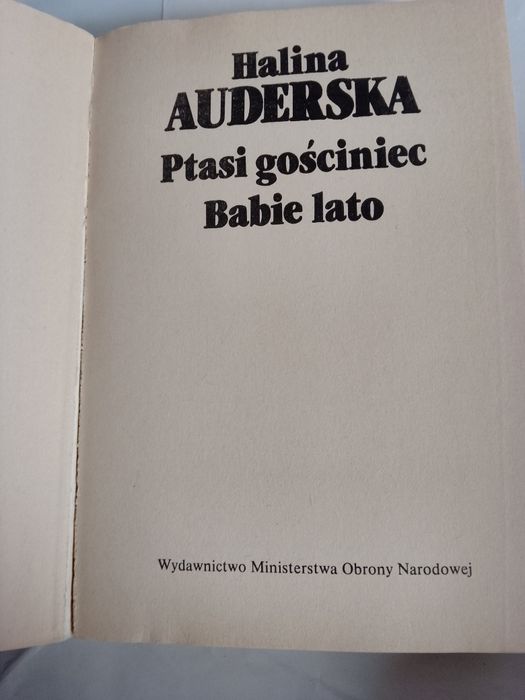 Halina
AUDERSKA
Ptasi gościniec
Babie lato
Wydawnictwo Ministerstwa Obrony Narodowej